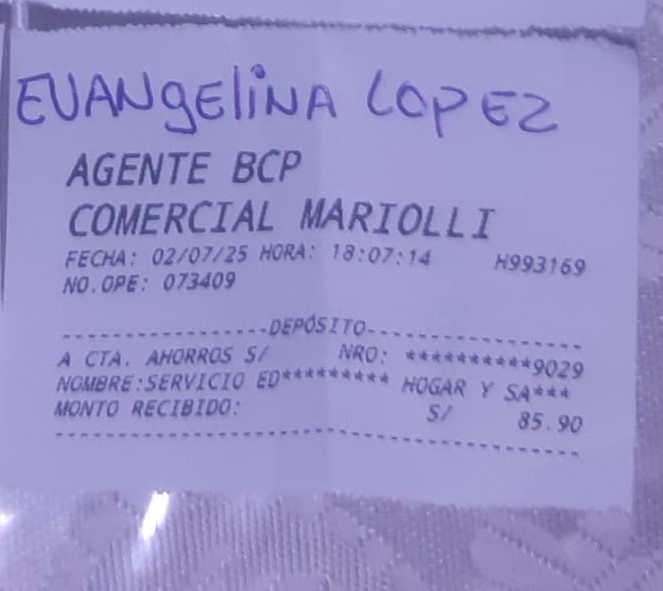 EVANgELiNA LOPEZ
AGENTE BCP
COMERCIAL MARIOLLI
FECHA: 02/07/25 HORA: 18:07:14 H993169
NO.OPE: 073409
-------------------DEPÓSITO--------------------
A CTA. AHORROS S/ NRO: **********9029
NOMBRE:SERVICIO ED********* HOGAR Y SA***
MONTO RECIBIDO: S/ 85.90